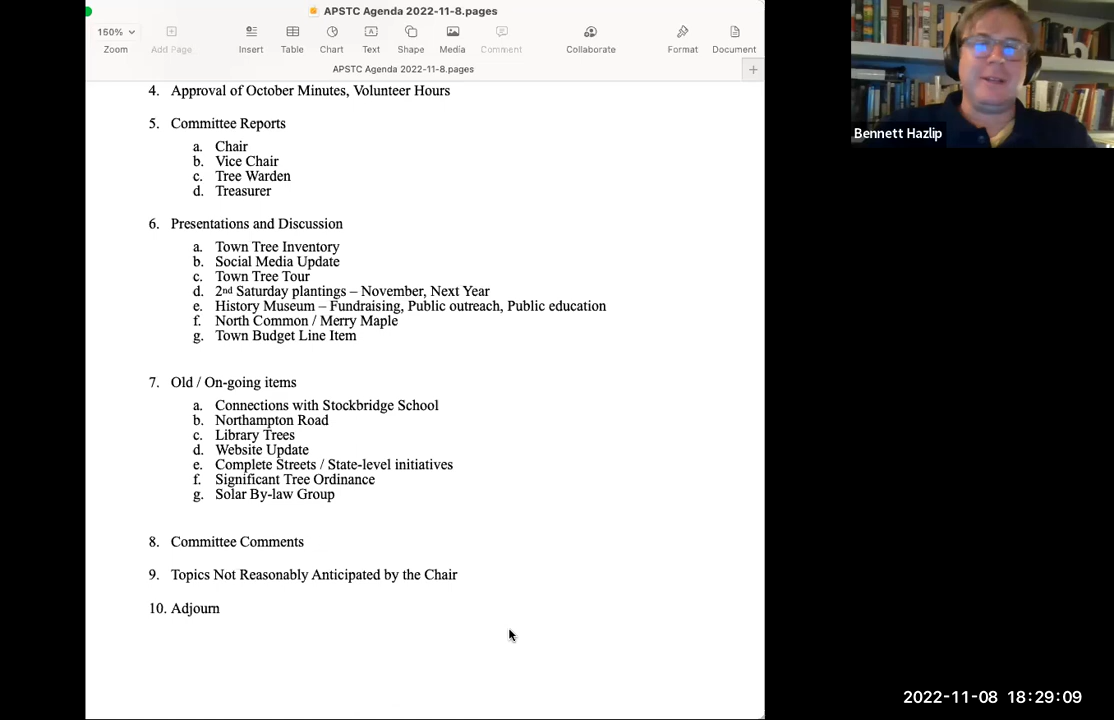 APSTC Agenda 2022-11-8.pages
150%
Zoom
Add Page
Insert
Table
Chart
Text
Shape
Media
Comment
Collaborate
Format
Document
APSTC Agenda 2022-11-8.pages
4. Approval of October Minutes, Volunteer Hours
5. Committee Reports
a. Chair
b. Vice Chair
c. Tree Warden
d. Treasurer
6. Presentations and Discussion
a. Town Tree Inventory
b. Social Media Update
c. Town Tree Tour
d. 2nd Saturday plantings – November, Next Year
e. History Museum – Fundraising, Public outreach, Public education
f. North Common / Merry Maple
g. Town Budget Line Item
7. Old / On-going items
a. Connections with Stockbridge School
b. Northampton Road
c. Library Trees
d. Website Update
e. Complete Streets / State-level initiatives
f. Significant Tree Ordinance
g. Solar By-law Group
8. Committee Comments
9. Topics Not Reasonably Anticipated by the Chair
10. Adjourn
Bennett Hazlip
2022-11-08 18:29:09